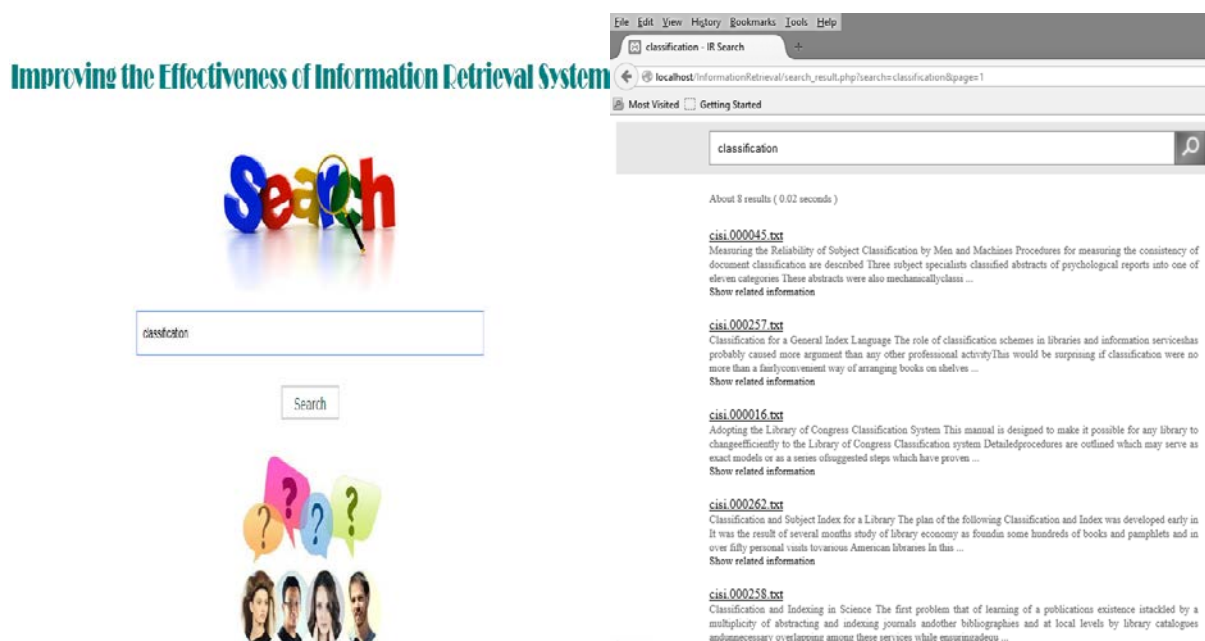 Improving the Effectiveness of Information Retrieval System
Search
classification
Search
? ? ? ?
File Edit View History Bookmarks Tools Help
classification - IR Search
localhost/InformationRetrieval/search_result.php?search=classification&page=1
Most Visited Getting Started
classification
About 8 results ( 0.02 seconds )
cisi.000045.txt
Measuring the Reliability of Subject Classification by Men and Machines Procedures for measuring the consistency of
document classification are described Three subject specialists classified abstracts of psychological reports into one of
eleven categories These abstracts were also mechanicallyclassi ...
Show related information
cisi.000257.txt
Classification for a General Index Language The role of classification schemes in libraries and information serviceshas
probably caused more argument than any other professional activityThis would be surprising if classification were no
more than a fairlyconvenient way of arranging books on shelves ...
Show related information
cisi.000016.txt
Adopting the Library of Congress Classification System This manual is designed to make it possible for any library to
changeefficiently to the Library of Congress Classification system Detailedprocedures are outlined which may serve as
exact models or as a series ofsuggested steps which have proven ...
Show related information
cisi.000262.txt
Classification and Subject Index for a Library The plan of the following Classification and Index was developed early in
It was the result of several months study of library economy as foundin some hundreds of books and pamphlets and in
over fifty personal visits tovarious American libraries In this ...
Show related information
cisi.000258.txt
Classification and Indexing in Science The first problem that of learning of a publications existence istackled by a
multiplicity of abstracting and indexing journals andother bibliographies and at local levels by library catalogues
andunnecessary overlapping among these services while ensuringadequ ...